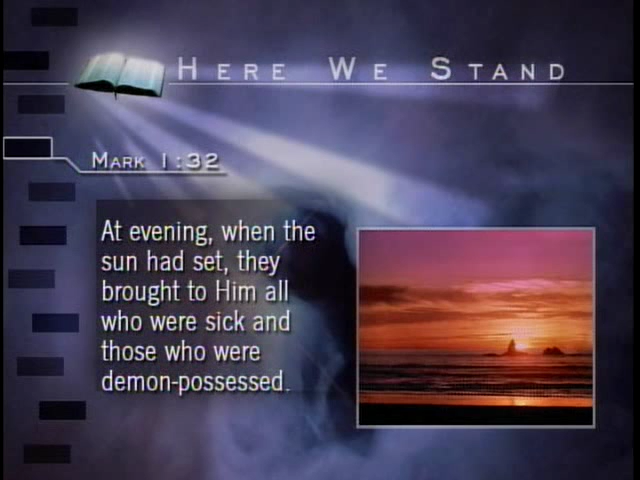 HERE WE STAND
MARK 1:32
At evening, when the
sun had set, they
brought to Him all
who were sick and
those who were
demon-possessed.